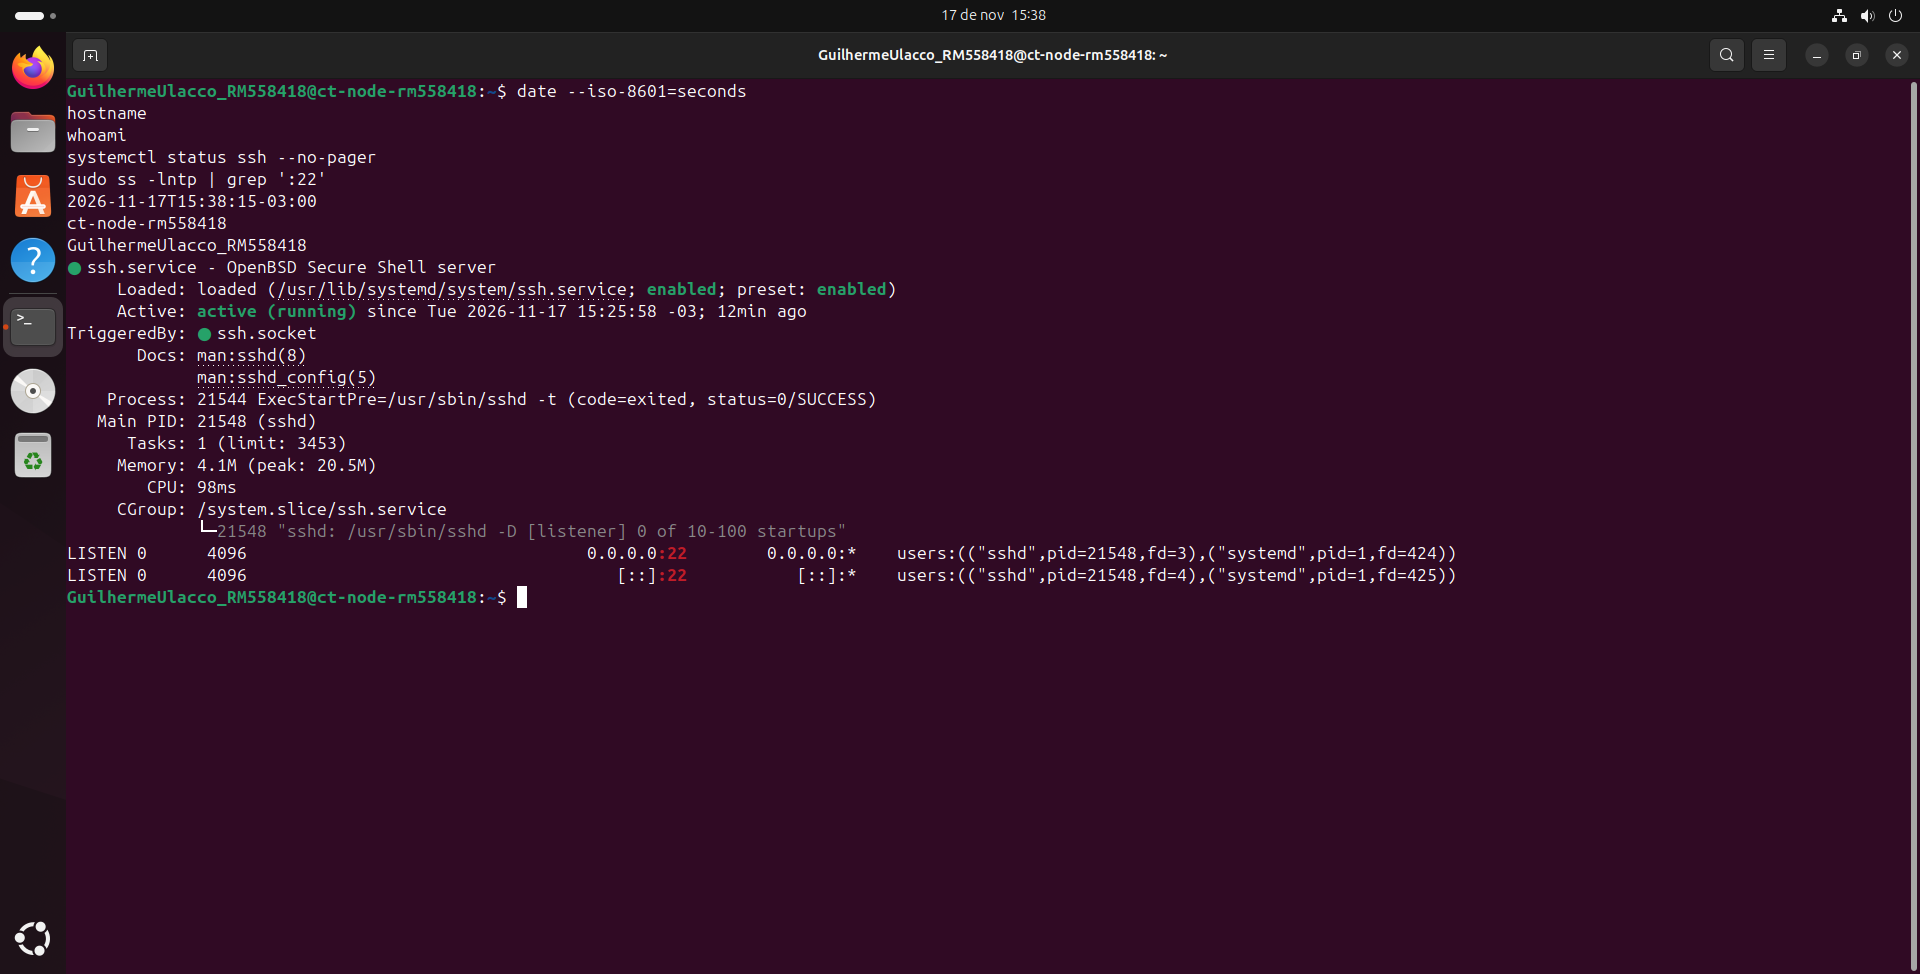 17 de nov 15:38
GuilhermeUlacco_RM558418@ct-node-rm558418: ~
GuilhermeUlacco_RM558418@ct-node-rm558418:~$ date --iso-8601=seconds
hostname
whoami
systemctl status ssh --no-pager
sudo ss -lntp | grep ':22'
2026-11-17T15:38:15-03:00
ct-node-rm558418
GuilhermeUlacco_RM558418
● ssh.service - OpenBSD Secure Shell server
     Loaded: loaded (/usr/lib/systemd/system/ssh.service; enabled; preset: enabled)
     Active: active (running) since Tue 2026-11-17 15:25:58 -03; 12min ago
TriggeredBy: ● ssh.socket
       Docs: man:sshd(8)
             man:sshd_config(5)
    Process: 21544 ExecStartPre=/usr/sbin/sshd -t (code=exited, status=0/SUCCESS)
   Main PID: 21548 (sshd)
      Tasks: 1 (limit: 3453)
     Memory: 4.1M (peak: 20.5M)
        CPU: 98ms
     CGroup: /system.slice/ssh.service
             └─21548 "sshd: /usr/sbin/sshd -D [listener] 0 of 10-100 startups"
LISTEN 0      4096                                  0.0.0.0:22        0.0.0.0:*    users:(("sshd",pid=21548,fd=3),("systemd",pid=1,fd=424))
LISTEN 0      4096                                     [::]:22           [::]:*    users:(("sshd",pid=21548,fd=4),("systemd",pid=1,fd=425))
GuilhermeUlacco_RM558418@ct-node-rm558418:~$